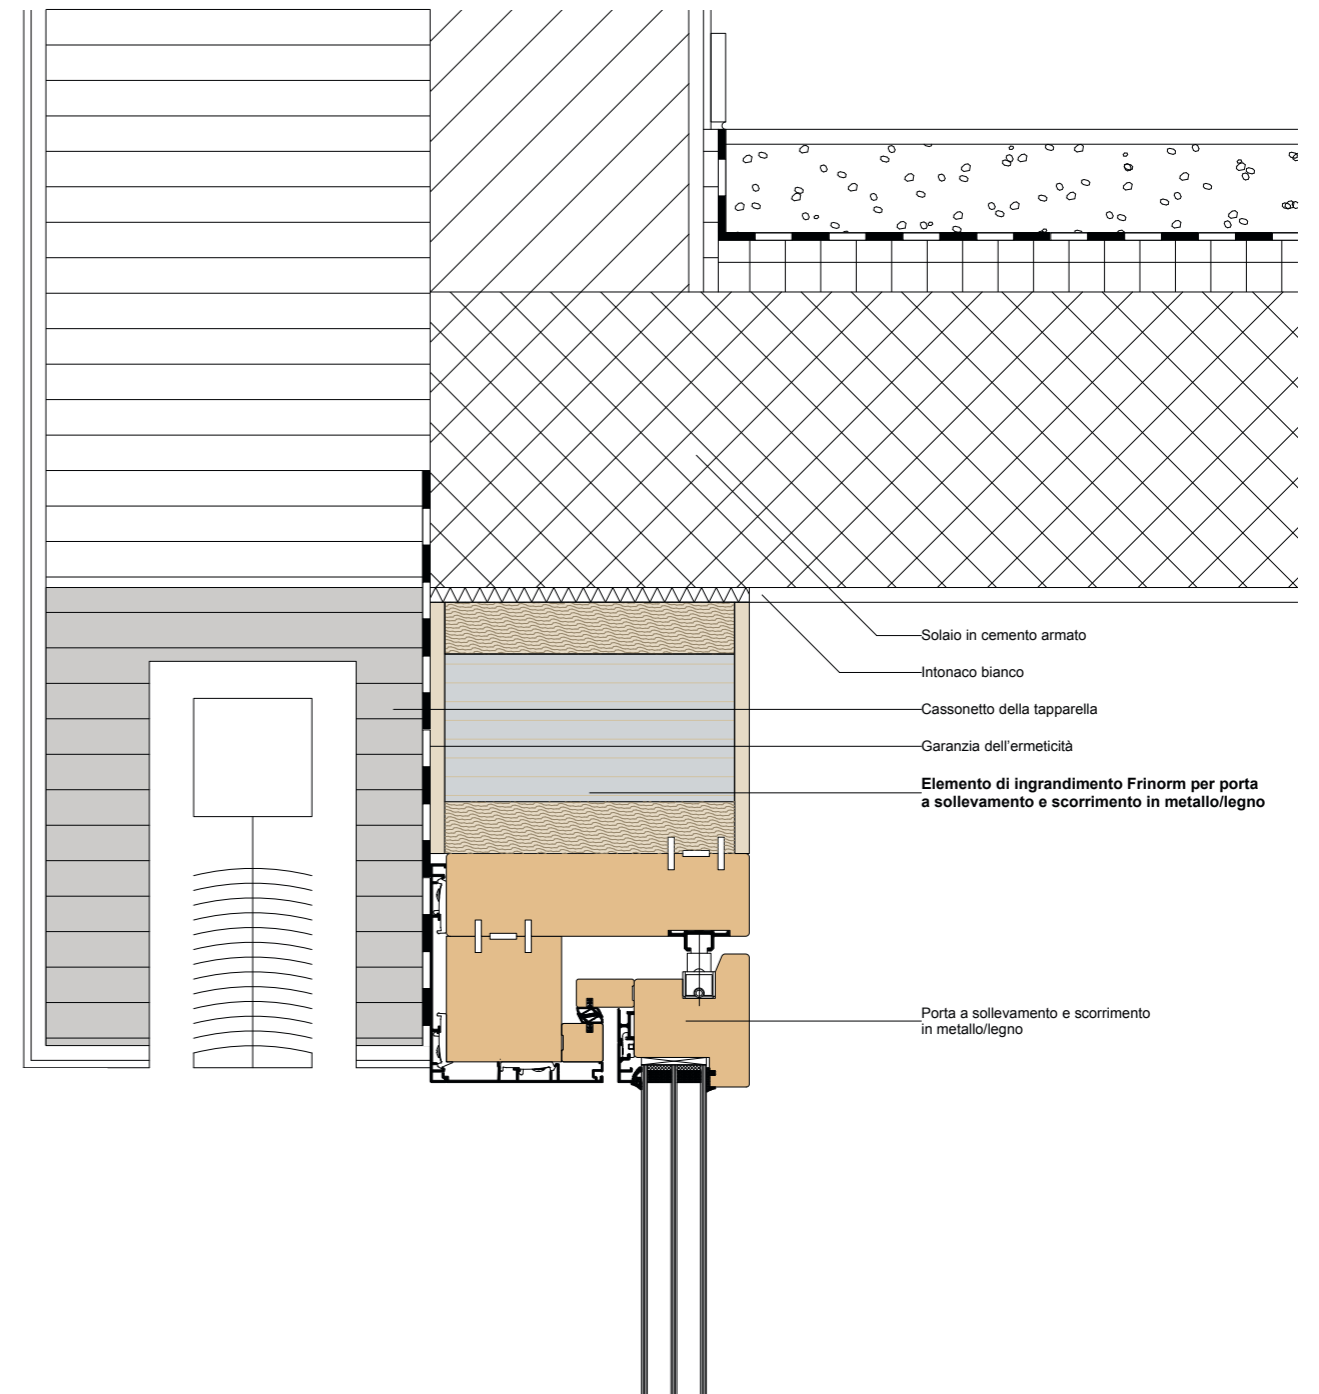 Solaio in cemento armato
Intonaco bianco
Cassonetto della tapparella
Garanzia dell'ermeticità
Elemento di ingrandimento Frinorm per porta
a sollevamento e scorrimento in metallo/legno
Porta a sollevamento e scorrimento
in metallo/legno